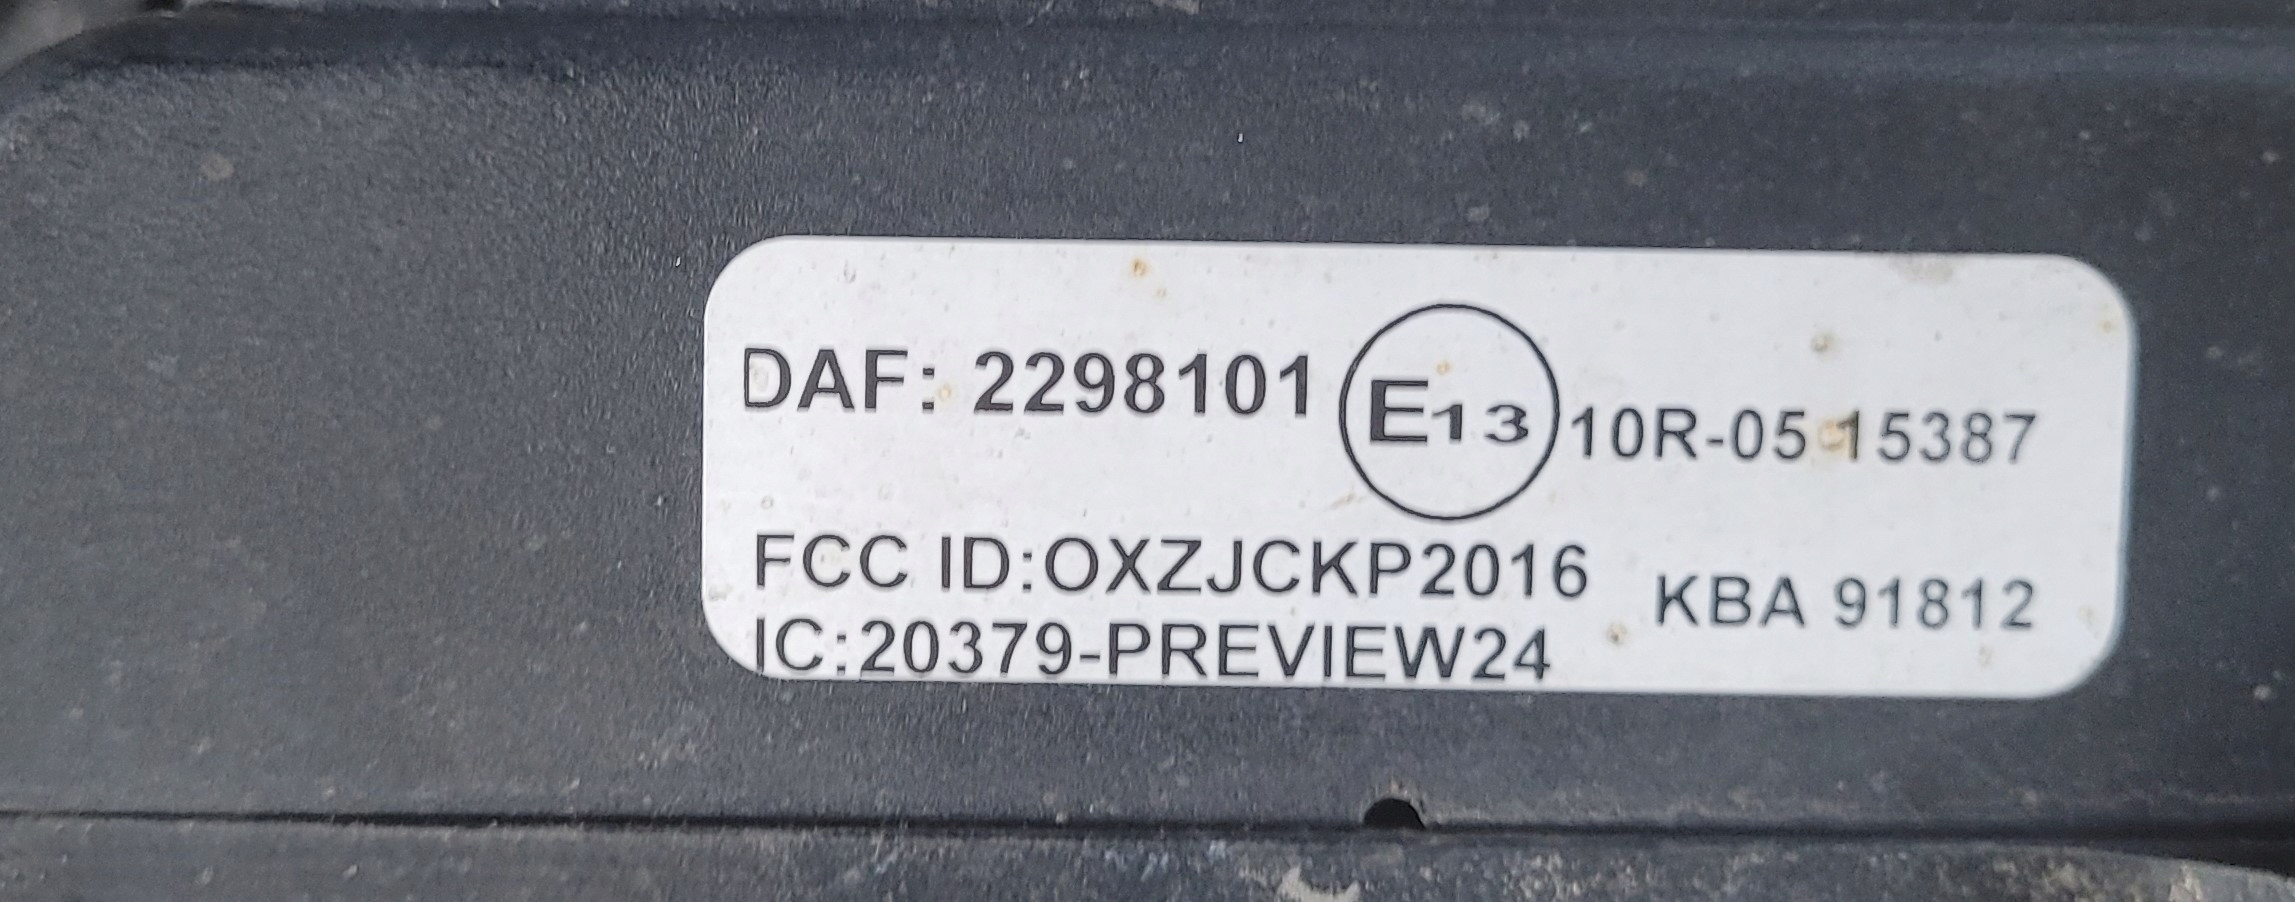 DAF: 2298101 E13 10R-05 15387
FCC ID:OXZJCKP2016
KBA 91812
IC:20379-PREVIEW24